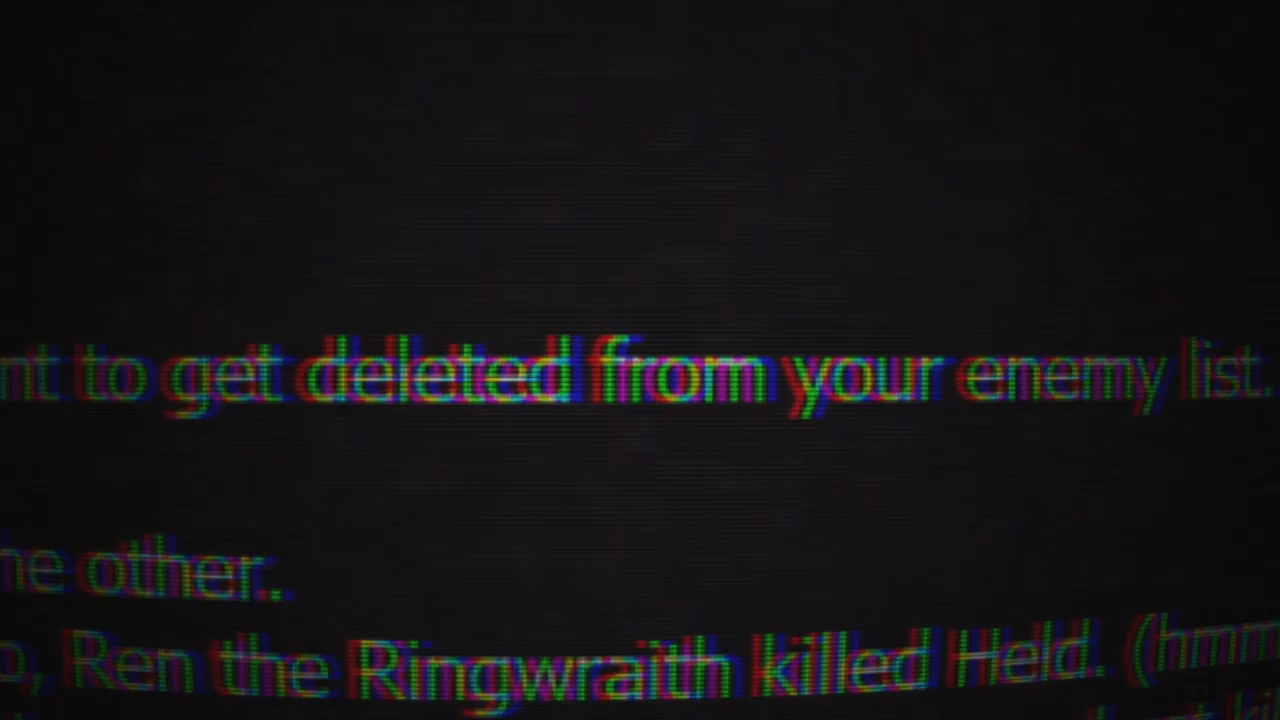 nt to get deleted from your enemy list.
he other..
o, Ren the Ringwraith killed Held. (hmm